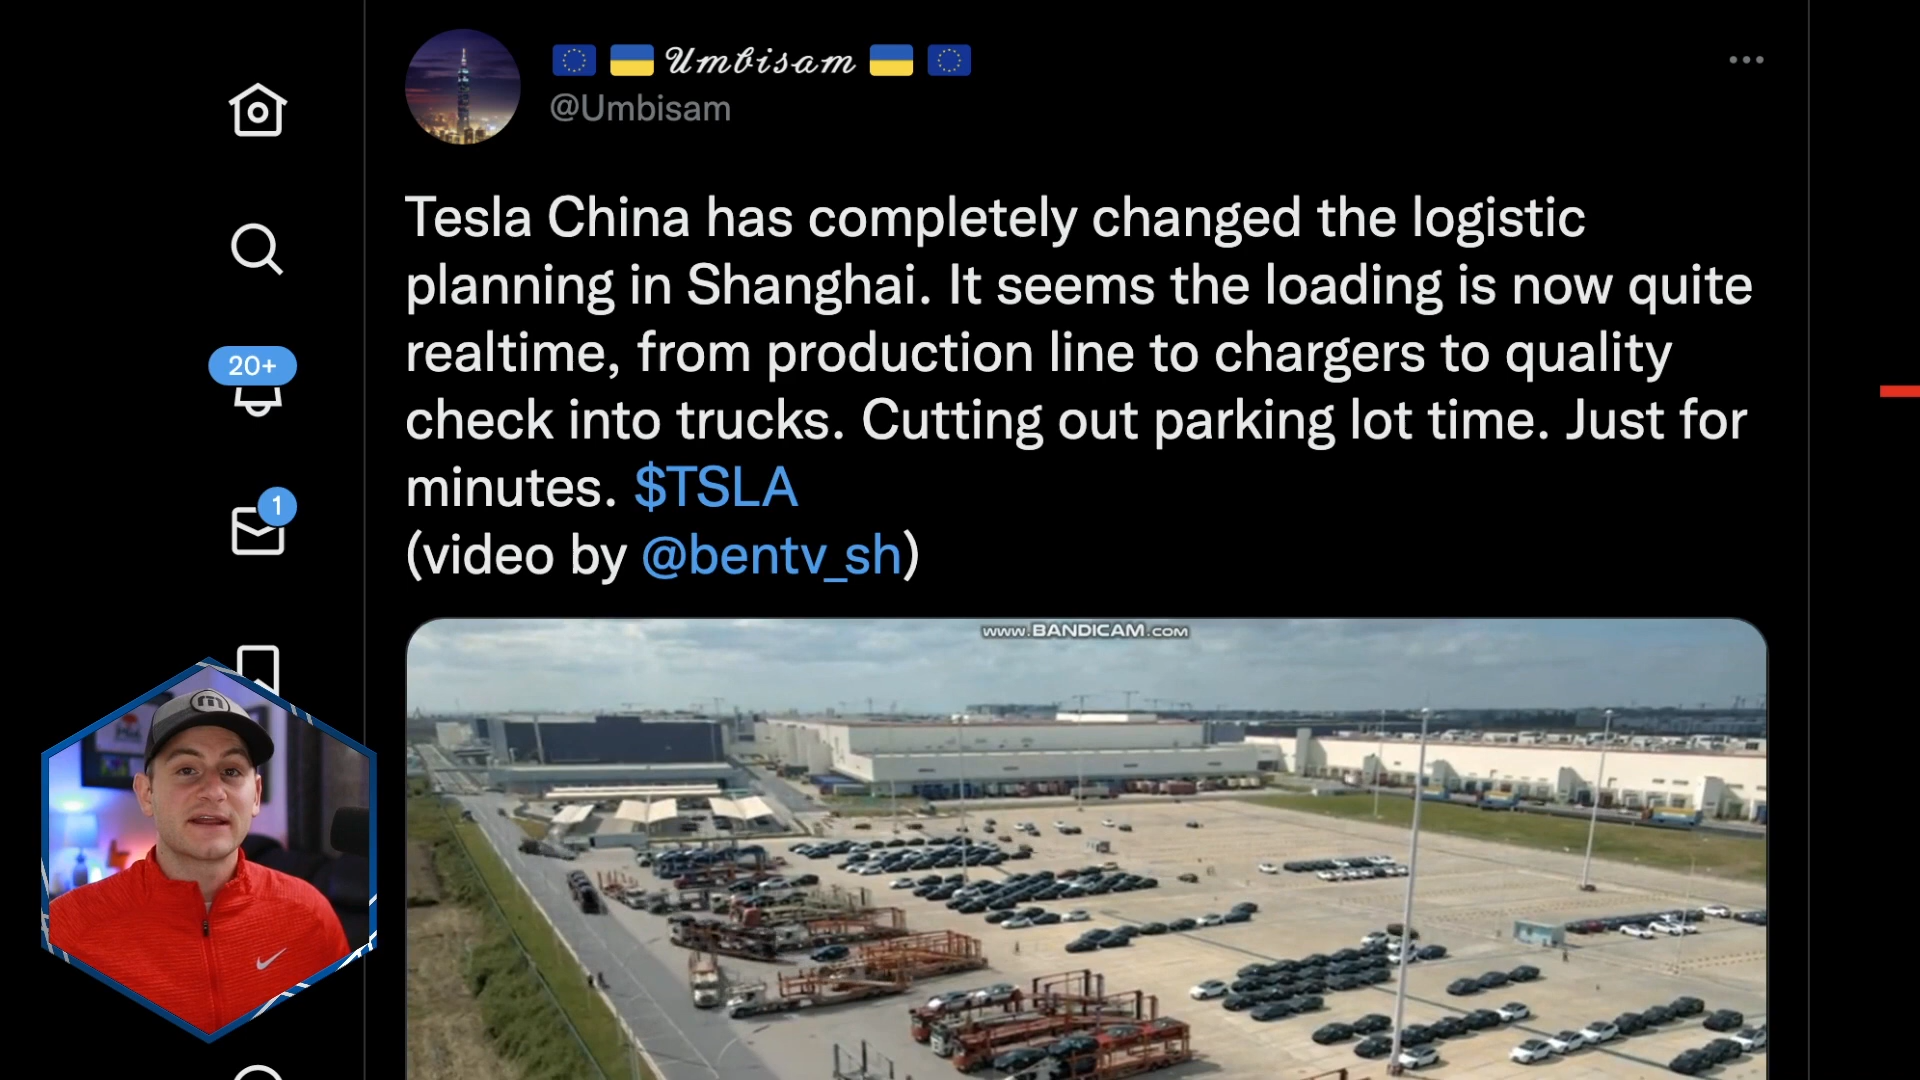 𝒰𝓂𝒷𝒾𝓈𝒶𝓂
@Umbisam
Tesla China has completely changed the logistic
planning in Shanghai. It seems the loading is now quite
realtime, from production line to chargers to quality
check into trucks. Cutting out parking lot time. Just for
minutes. $TSLA
(video by @bentv_sh)
20+
1
www.BANDICAM.com
m